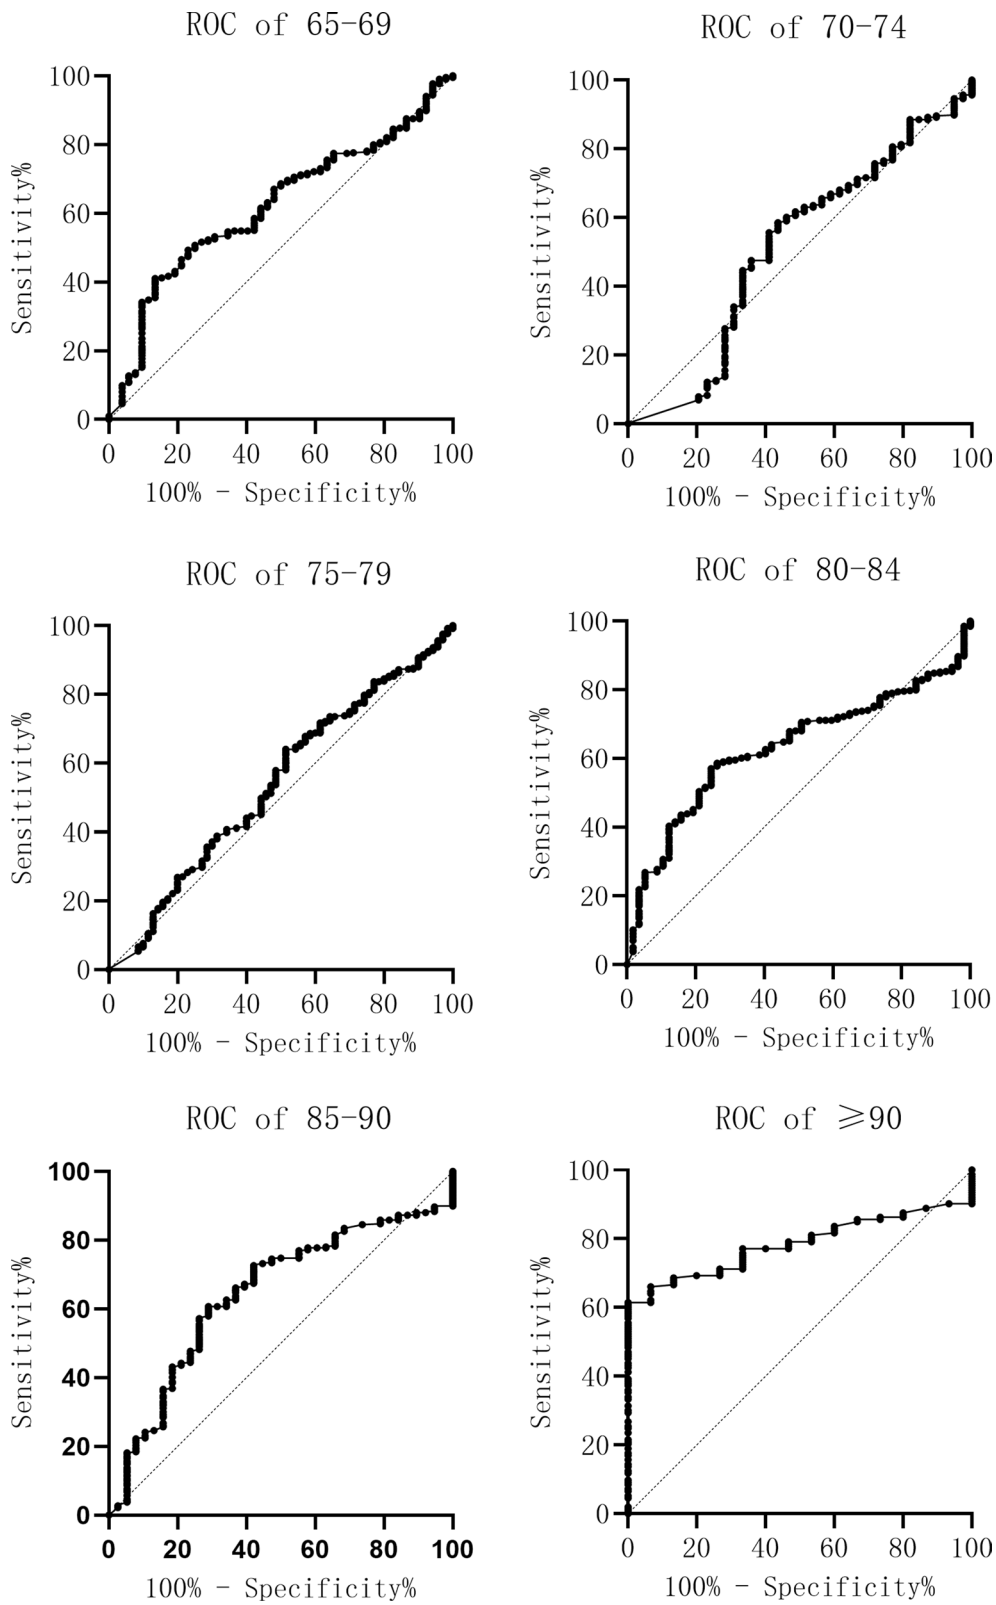 ROC of 65-69
ROC of 70-74
Sensitivity%
100
80
60
40
20
0
0 20 40 60 80 100
100% - Specificity%
Sensitivity%
100
80
60
40
20
0
0 20 40 60 80 100
100% - Specificity%
ROC of 75-79
ROC of 80-84
Sensitivity%
100
80
60
40
20
0
0 20 40 60 80 100
100% - Specificity%
Sensitivity%
100
80
60
40
20
0
0 20 40 60 80 100
100% - Specificity%
ROC of 85-90
ROC of ≥90
Sensitivity%
100
80
60
40
20
0
0 20 40 60 80 100
100% - Specificity%
Sensitivity%
100
80
60
40
20
0
0 20 40 60 80 100
100% - Specificity%